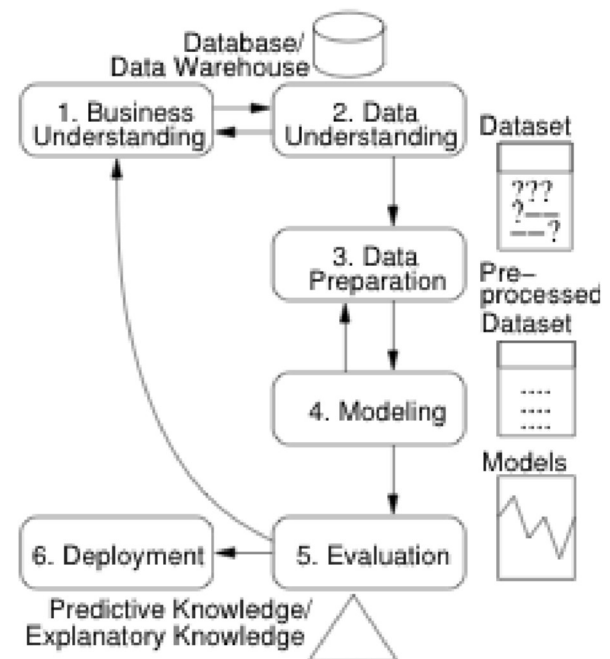 Database/
Data Warehouse
1. Business
Understanding
2. Data
Understanding
Dataset
???
?——
——?
3. Data
Preparation
Pre–
processed
Dataset
4. Modeling
....
....
....
Models
6. Deployment
5. Evaluation
Predictive Knowledge/
Explanatory Knowledge